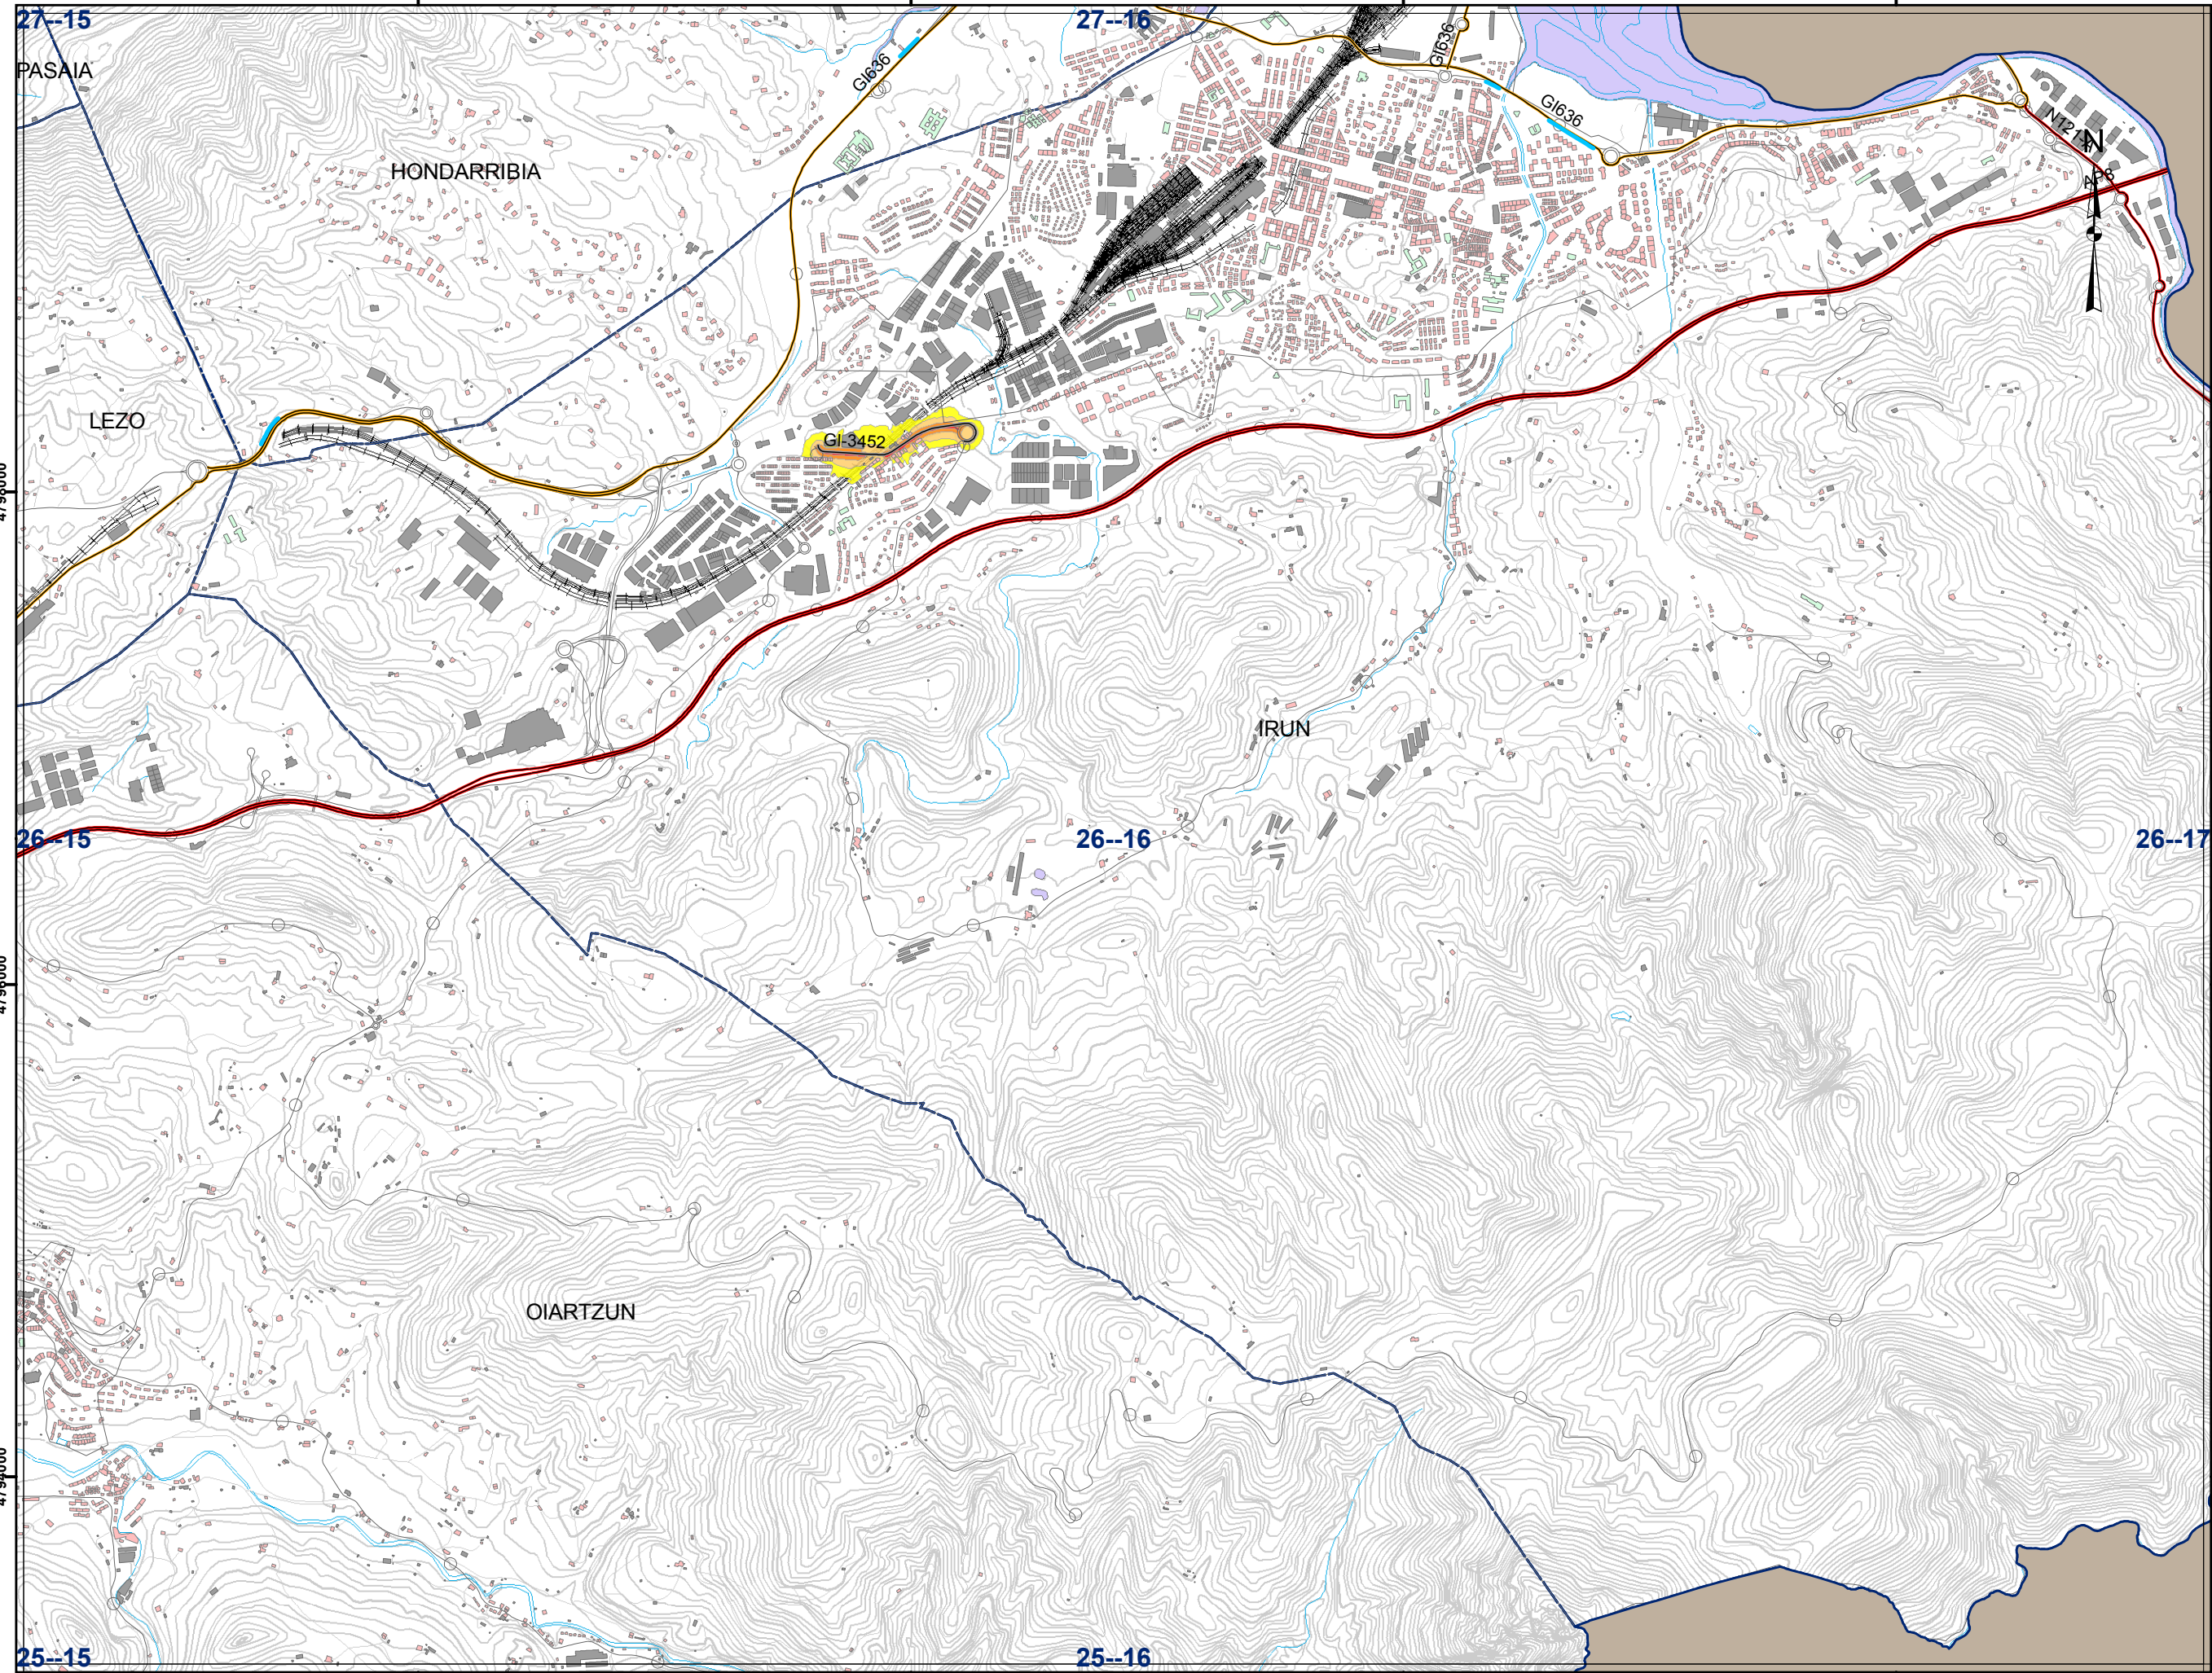 27--15
27--16
PASAIA
GI636
GI636
GI636
HONDARRIBIA
N121
N
AP8
LEZO
GI-3452
IRUN
26--15
26--16
26--17
OIARTZUN
25--15
25--16